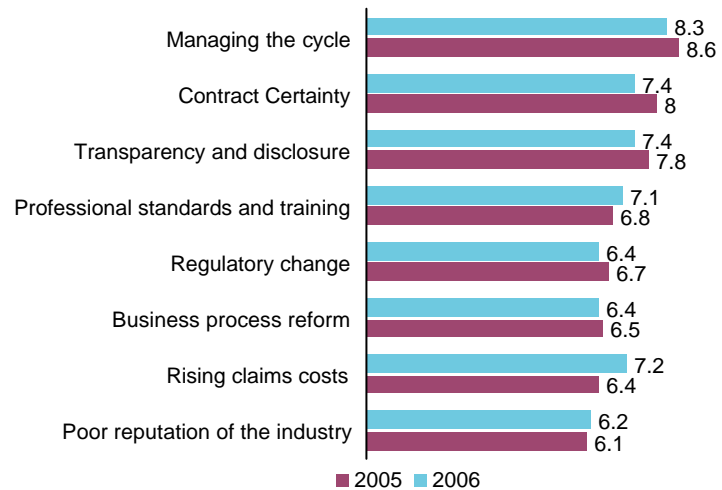 Managing the cycle
8.3
8.6
Contract Certainty
7.4
8
Transparency and disclosure
7.4
7.8
Professional standards and training
7.1
6.8
Regulatory change
6.4
6.7
Business process reform
6.4
6.5
Rising claims costs
7.2
6.4
Poor reputation of the industry
6.2
6.1
2005 2006